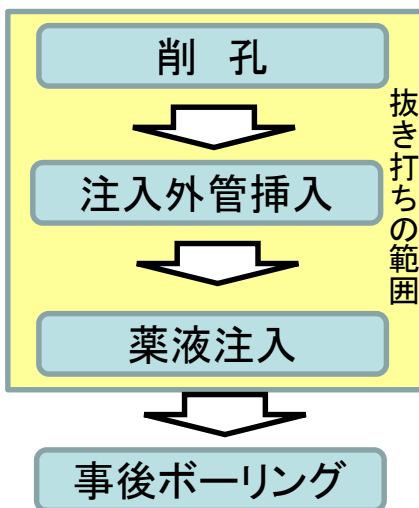 削 孔
抜き打ちの範囲
注入外管挿入
薬液注入
事後ボーリング